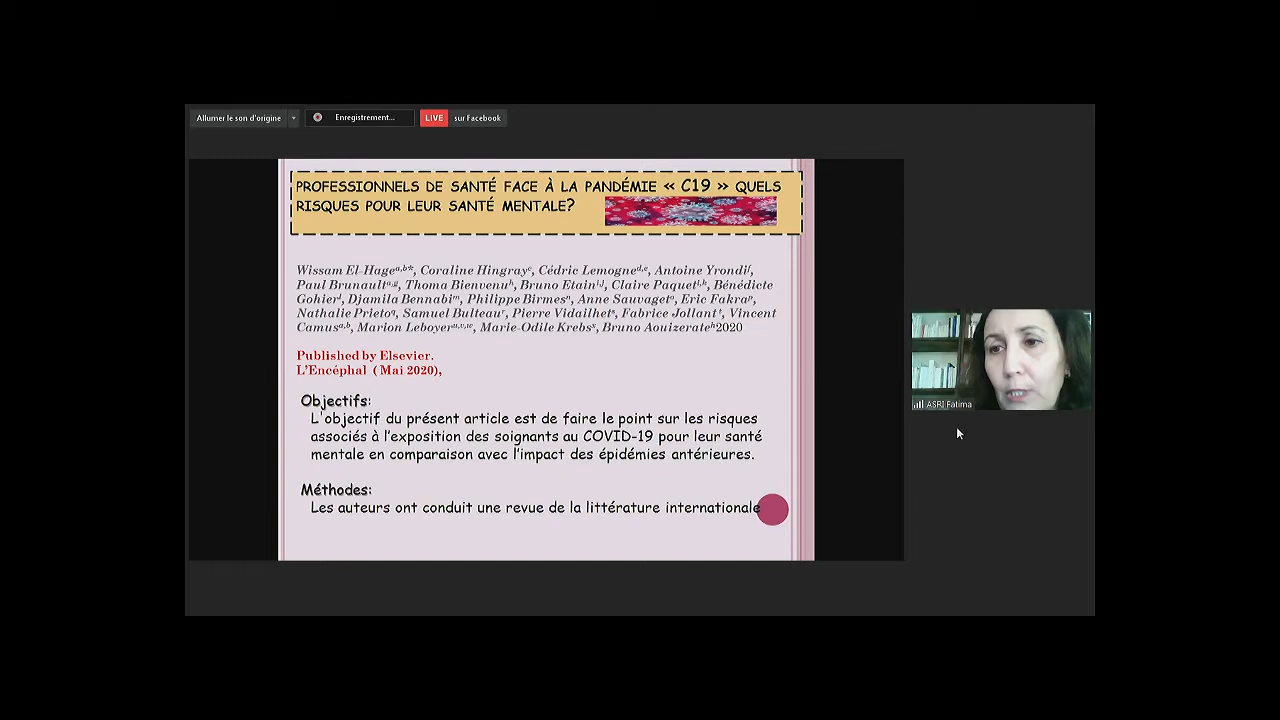 Allumer le son d'origine
Enregistrement...
LIVE sur Facebook
PROFESSIONNELS DE SANTÉ FACE À LA PANDÉMIE « C19 » QUELS
RISQUES POUR LEUR SANTÉ MENTALE?
Wissam El-Hage a,b*, Coraline Hingray c, Cédric Lemogne d,e, Antoine Yrondi f,
Paul Brunault a,g, Thoma Bienvenu h, Bruno Etain i,j, Claire Paquet, Bénédicte
Gohier l, Djamila Bennabi m, Philippe Birmes n, Anne Sauvaget o, Eric Fakra p,
Nathalie Prieto q, Samuel Bulteau r, Pierre Vidailhet s, Fabrice Jollant t, Vincent
Camus a,b, Marion Leboyer u,v,w, Marie-Odile Krebs x, Bruno Aouizerate 2020
Published by Elsevier.
L'Encéphal ( Mai 2020),
Objectifs:
L'objectif du présent article est de faire le point sur les risques
associés à l'exposition des soignants au COVID-19 pour leur santé
mentale en comparaison avec l'impact des épidémies antérieures.
Méthodes:
Les auteurs ont conduit une revue de la littérature internationale
ASRI Fatima